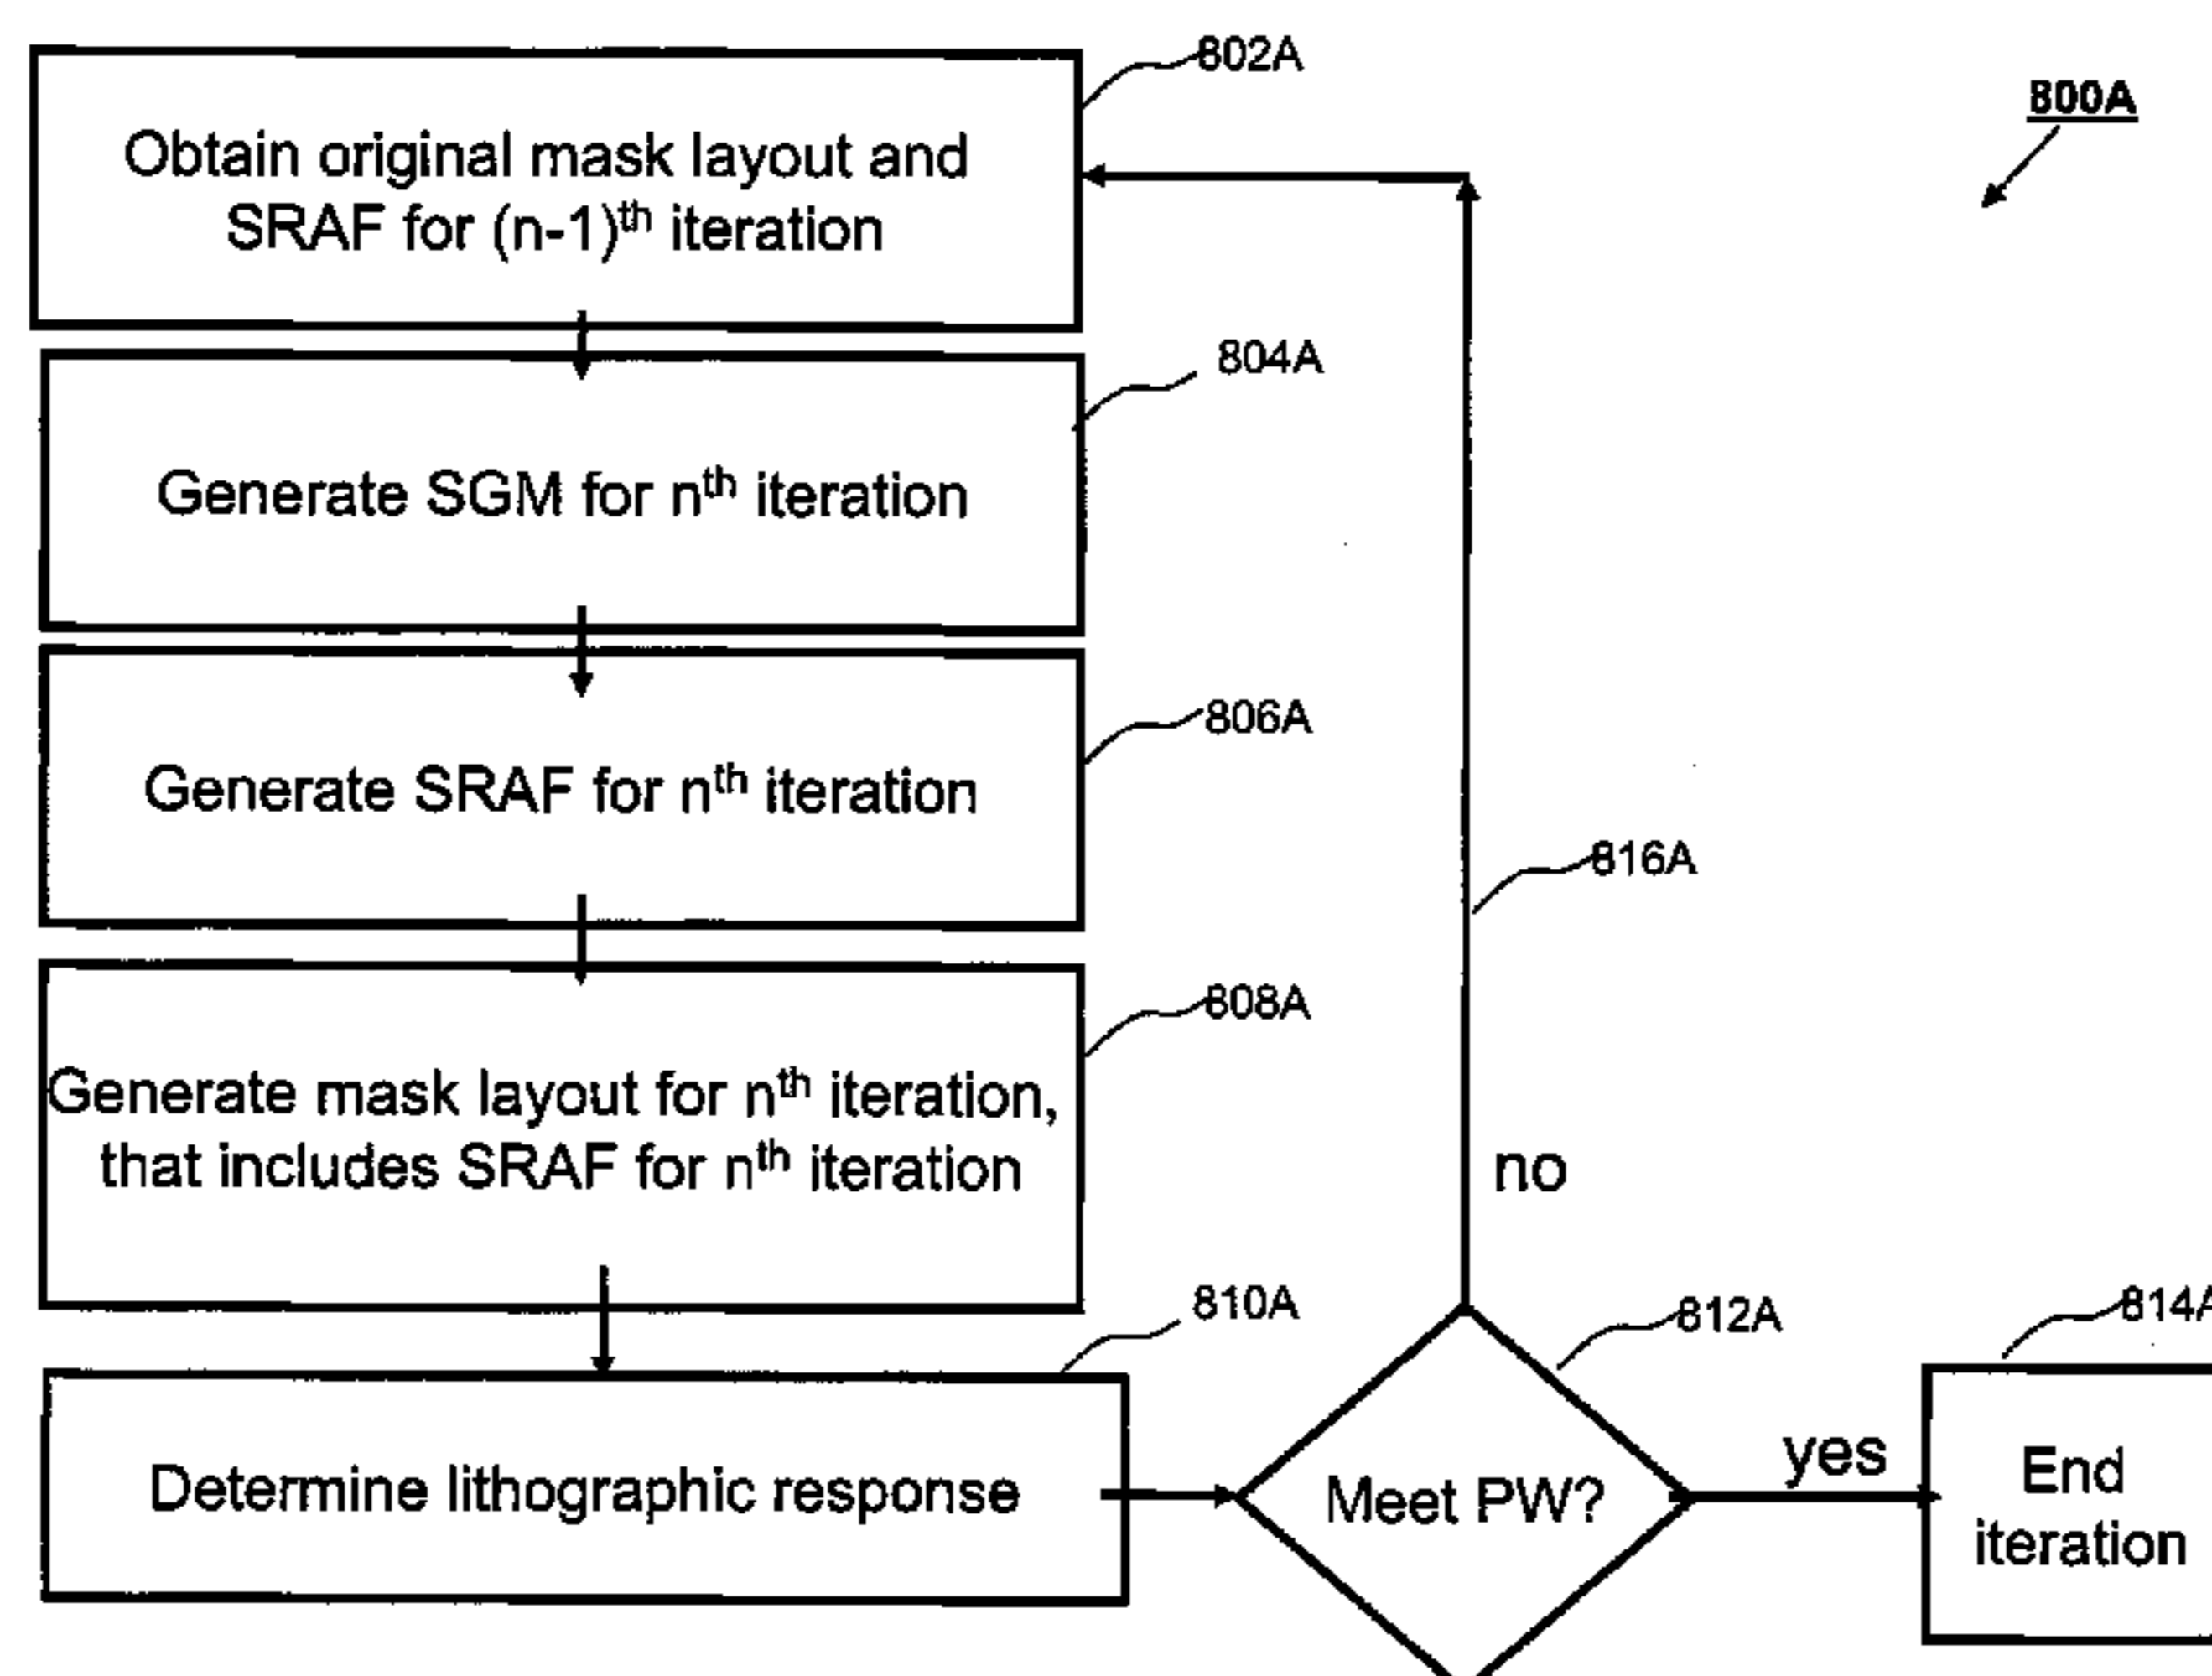 802A
800A
Obtain original mask layout and
SRAF for (n-1)th iteration
804A
Generate SGM for nth iteration
806A
Generate SRAF for nth iteration
816A
808A
Generate mask layout for nth iteration,
that includes SRAF for nth iteration
no
810A
812A
814A
Determine lithographic response
Meet PW?
yes
End
iteration